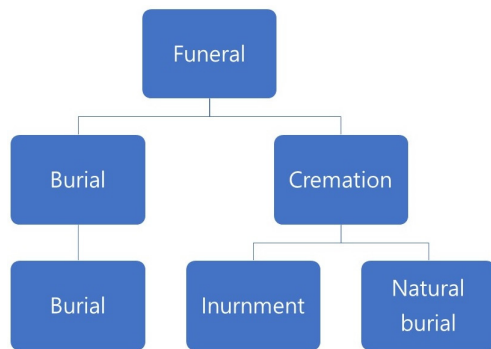 Funeral
Burial
Cremation
Burial
Inurnment
Natural
burial